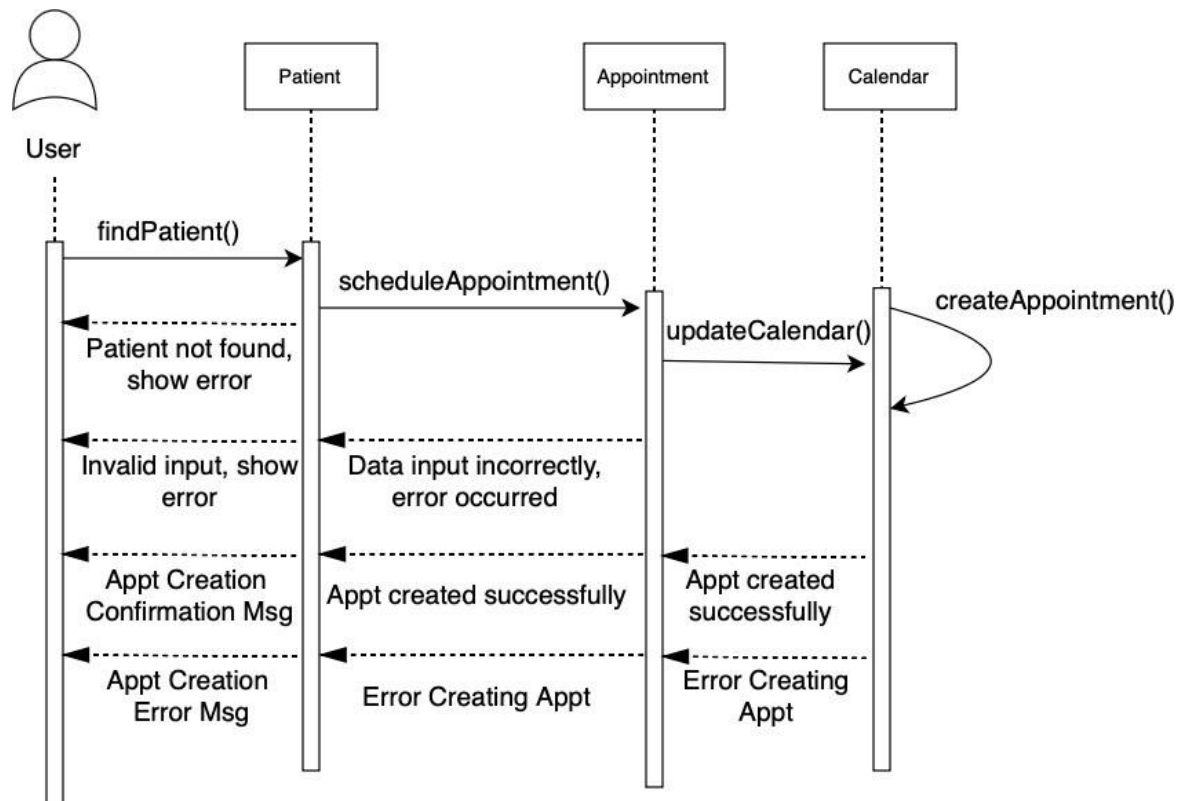 Patient
Appointment
Calendar
User
findPatient()
scheduleAppointment()
createAppointment()
updateCalendar()
Patient not found,
show error
Invalid input, show
error
Data input incorrectly,
error occurred
Appt Creation
Confirmation Msg
Appt created successfully
Appt created
successfully
Appt Creation
Error Msg
Error Creating Appt
Error Creating
Appt